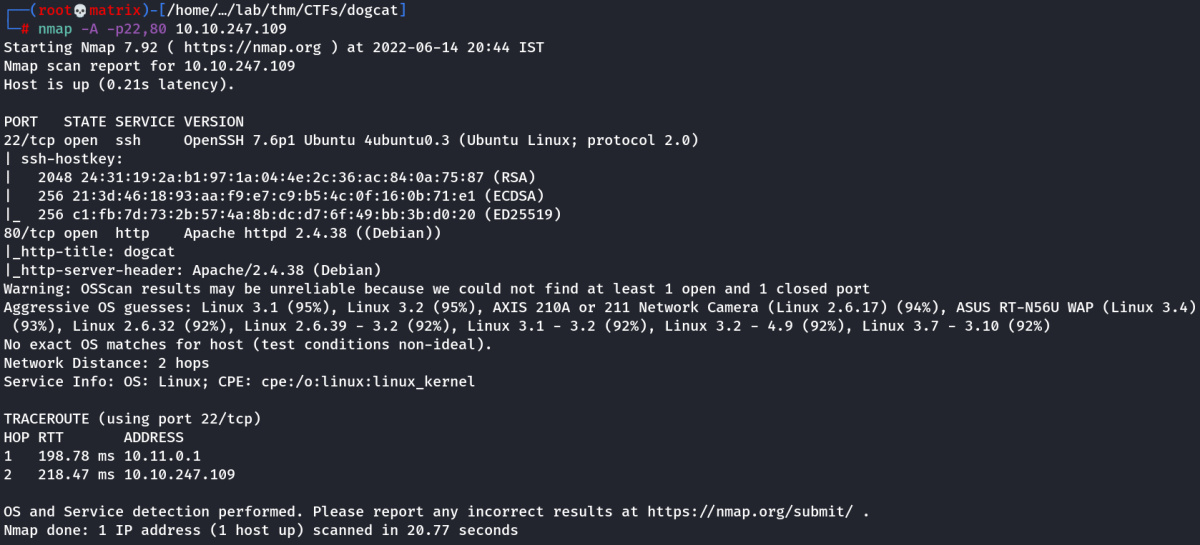 ┌──(root💀matrix)-[/home/…/lab/thm/CTFs/dogcat]
└─# nmap -A -p22,80 10.10.247.109
Starting Nmap 7.92 ( https://nmap.org ) at 2022-06-14 20:44 IST
Nmap scan report for 10.10.247.109
Host is up (0.21s latency).

PORT   STATE SERVICE VERSION
22/tcp open  ssh     OpenSSH 7.6p1 Ubuntu 4ubuntu0.3 (Ubuntu Linux; protocol 2.0)
| ssh-hostkey:
|   2048 24:31:19:2a:b1:97:1a:04:4e:2c:36:ac:84:0a:75:87 (RSA)
|   256 21:3d:46:18:93:aa:f9:e7:c9:b5:4c:0f:16:0b:71:e1 (ECDSA)
|_  256 c1:fb:7d:73:2b:57:4a:8b:dc:d7:6f:49:bb:3b:d0:20 (ED25519)
80/tcp open  http    Apache httpd 2.4.38 ((Debian))
|_http-title: dogcat
|_http-server-header: Apache/2.4.38 (Debian)
Warning: OSScan results may be unreliable because we could not find at least 1 open and 1 closed port
Aggressive OS guesses: Linux 3.1 (95%), Linux 3.2 (95%), AXIS 210A or 211 Network Camera (Linux 2.6.17) (94%), ASUS RT-N56U WAP (Linux 3.4)
 (93%), Linux 2.6.32 (92%), Linux 2.6.39 - 3.2 (92%), Linux 3.1 - 3.2 (92%), Linux 3.2 - 4.9 (92%), Linux 3.7 - 3.10 (92%)
No exact OS matches for host (test conditions non-ideal).
Network Distance: 2 hops
Service Info: OS: Linux; CPE: cpe:/o:linux:linux_kernel

TRACEROUTE (using port 22/tcp)
HOP RTT       ADDRESS
1   198.78 ms 10.11.0.1
2   218.47 ms 10.10.247.109

OS and Service detection performed. Please report any incorrect results at https://nmap.org/submit/ .
Nmap done: 1 IP address (1 host up) scanned in 20.77 seconds